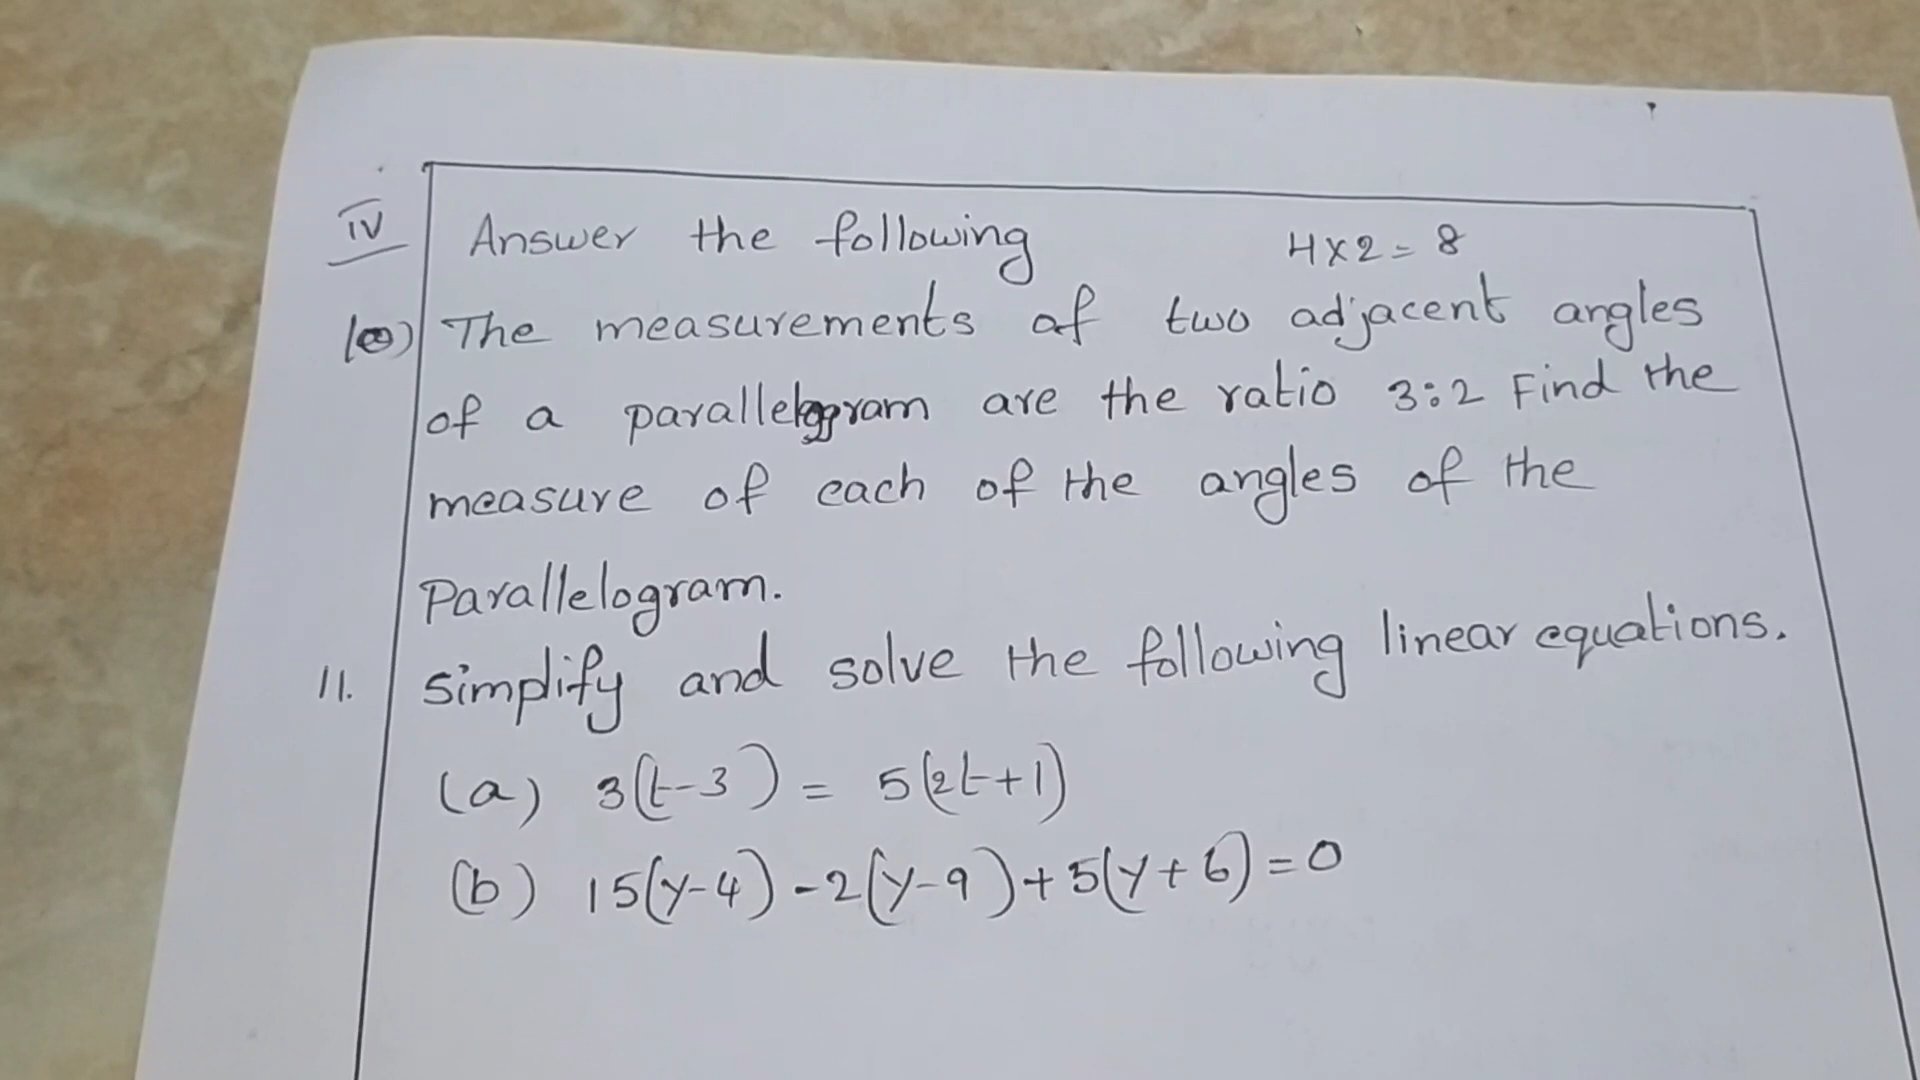 IV Answer the following 4x2=8
10) The measurements of two adjacent angles
of a parallelogram are the ratio 3:2 Find the
measure of each of the angles of the
Parallelogram.
11. Simplify and solve the following linear equations.
(a) 3(t-3) = 5(2t+1)
(b) 15(y-4) -2(y-9)+5(y+6)=0